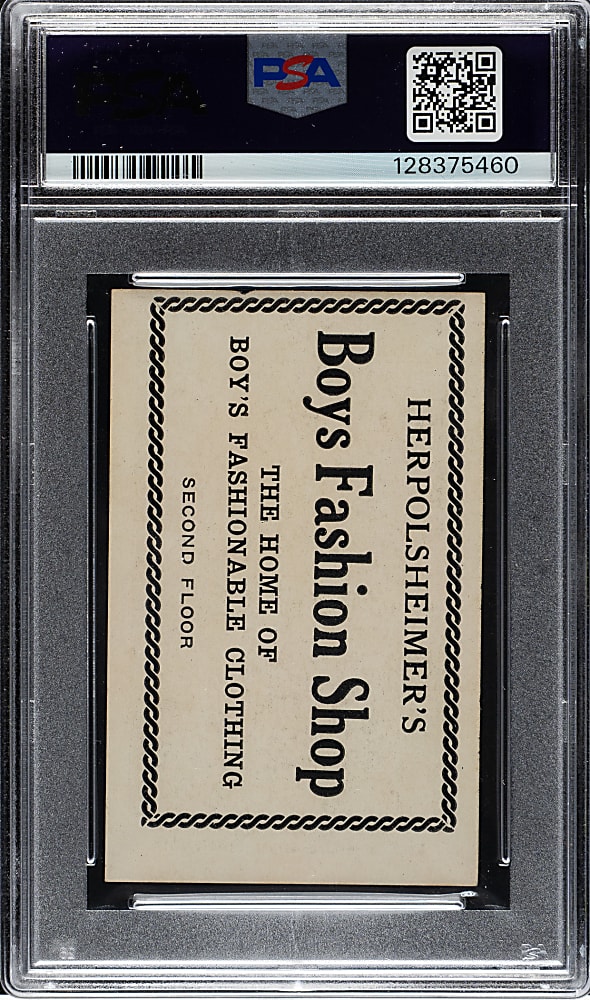 PSA
128375460
HERPOLSHEIMER'S
Boys Fashion Shop
THE HOME OF
BOY'S FASHIONABLE CLOTHING
SECOND FLOOR